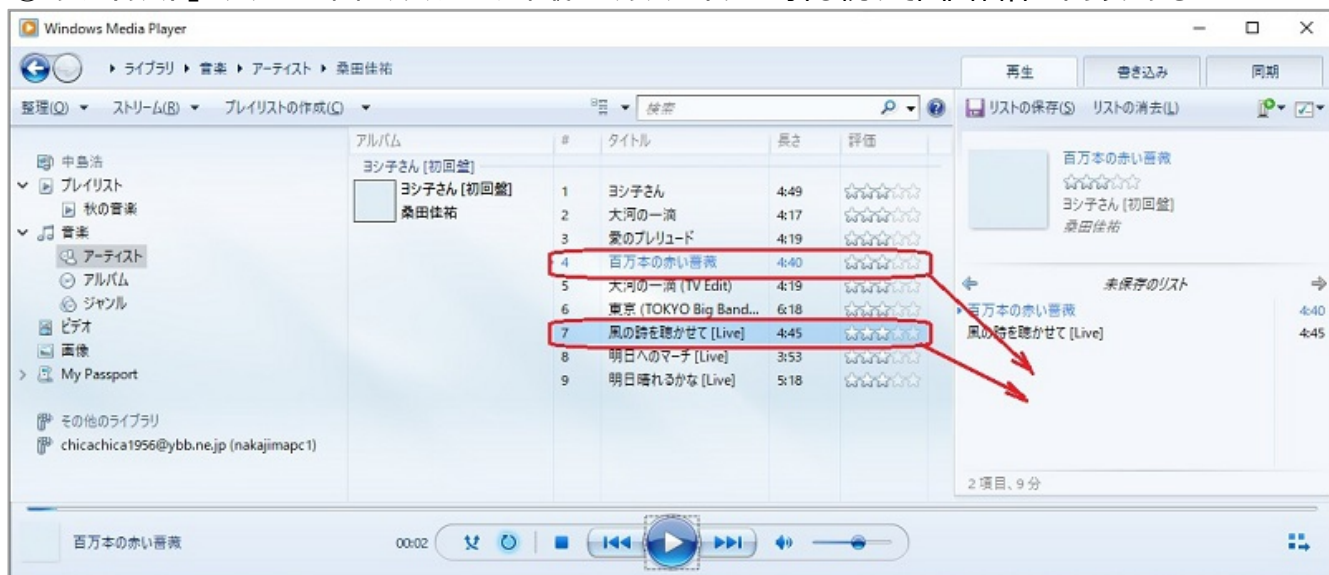 Windows Media Player
ライブラリ ▸ 音楽 ▸ アーティスト ▸ 桑田佳祐
再生 書き込み 同期
整理(O) ストリーム(R) プレイリストの作成(C) 検索 リストの保存(S) リストの消去(L)
アルバム # タイトル 長さ 評価
中島浩
プレイリスト
秋の音楽
音楽
アーティスト
アルバム
ジャンル
ビデオ
画像
My Passport
その他のライブラリ
chicachica1956@ybb.ne.jp (nakajimapc1)
ヨシ子さん [初回盤]
ヨシ子さん [初回盤]
桑田佳祐
1 ヨシ子さん 4:49
2 大河の一滴 4:17
3 愛のプレリュード 4:19
4 百万本の赤い薔薇 4:40
5 大河の一滴 (TV Edit) 4:19
6 東京 (TOKYO Big Band... 6:18
7 風の詩を聴かせて [Live] 4:45
8 明日へのマーチ [Live] 3:53
9 明日晴れるかな [Live] 5:18
百万本の赤い薔薇
ヨシ子さん [初回盤]
桑田佳祐
未保存のリスト
百万本の赤い薔薇 4:40
風の詩を聴かせて [Live] 4:45
2 項目、9 分
百万本の赤い薔薇 00:02